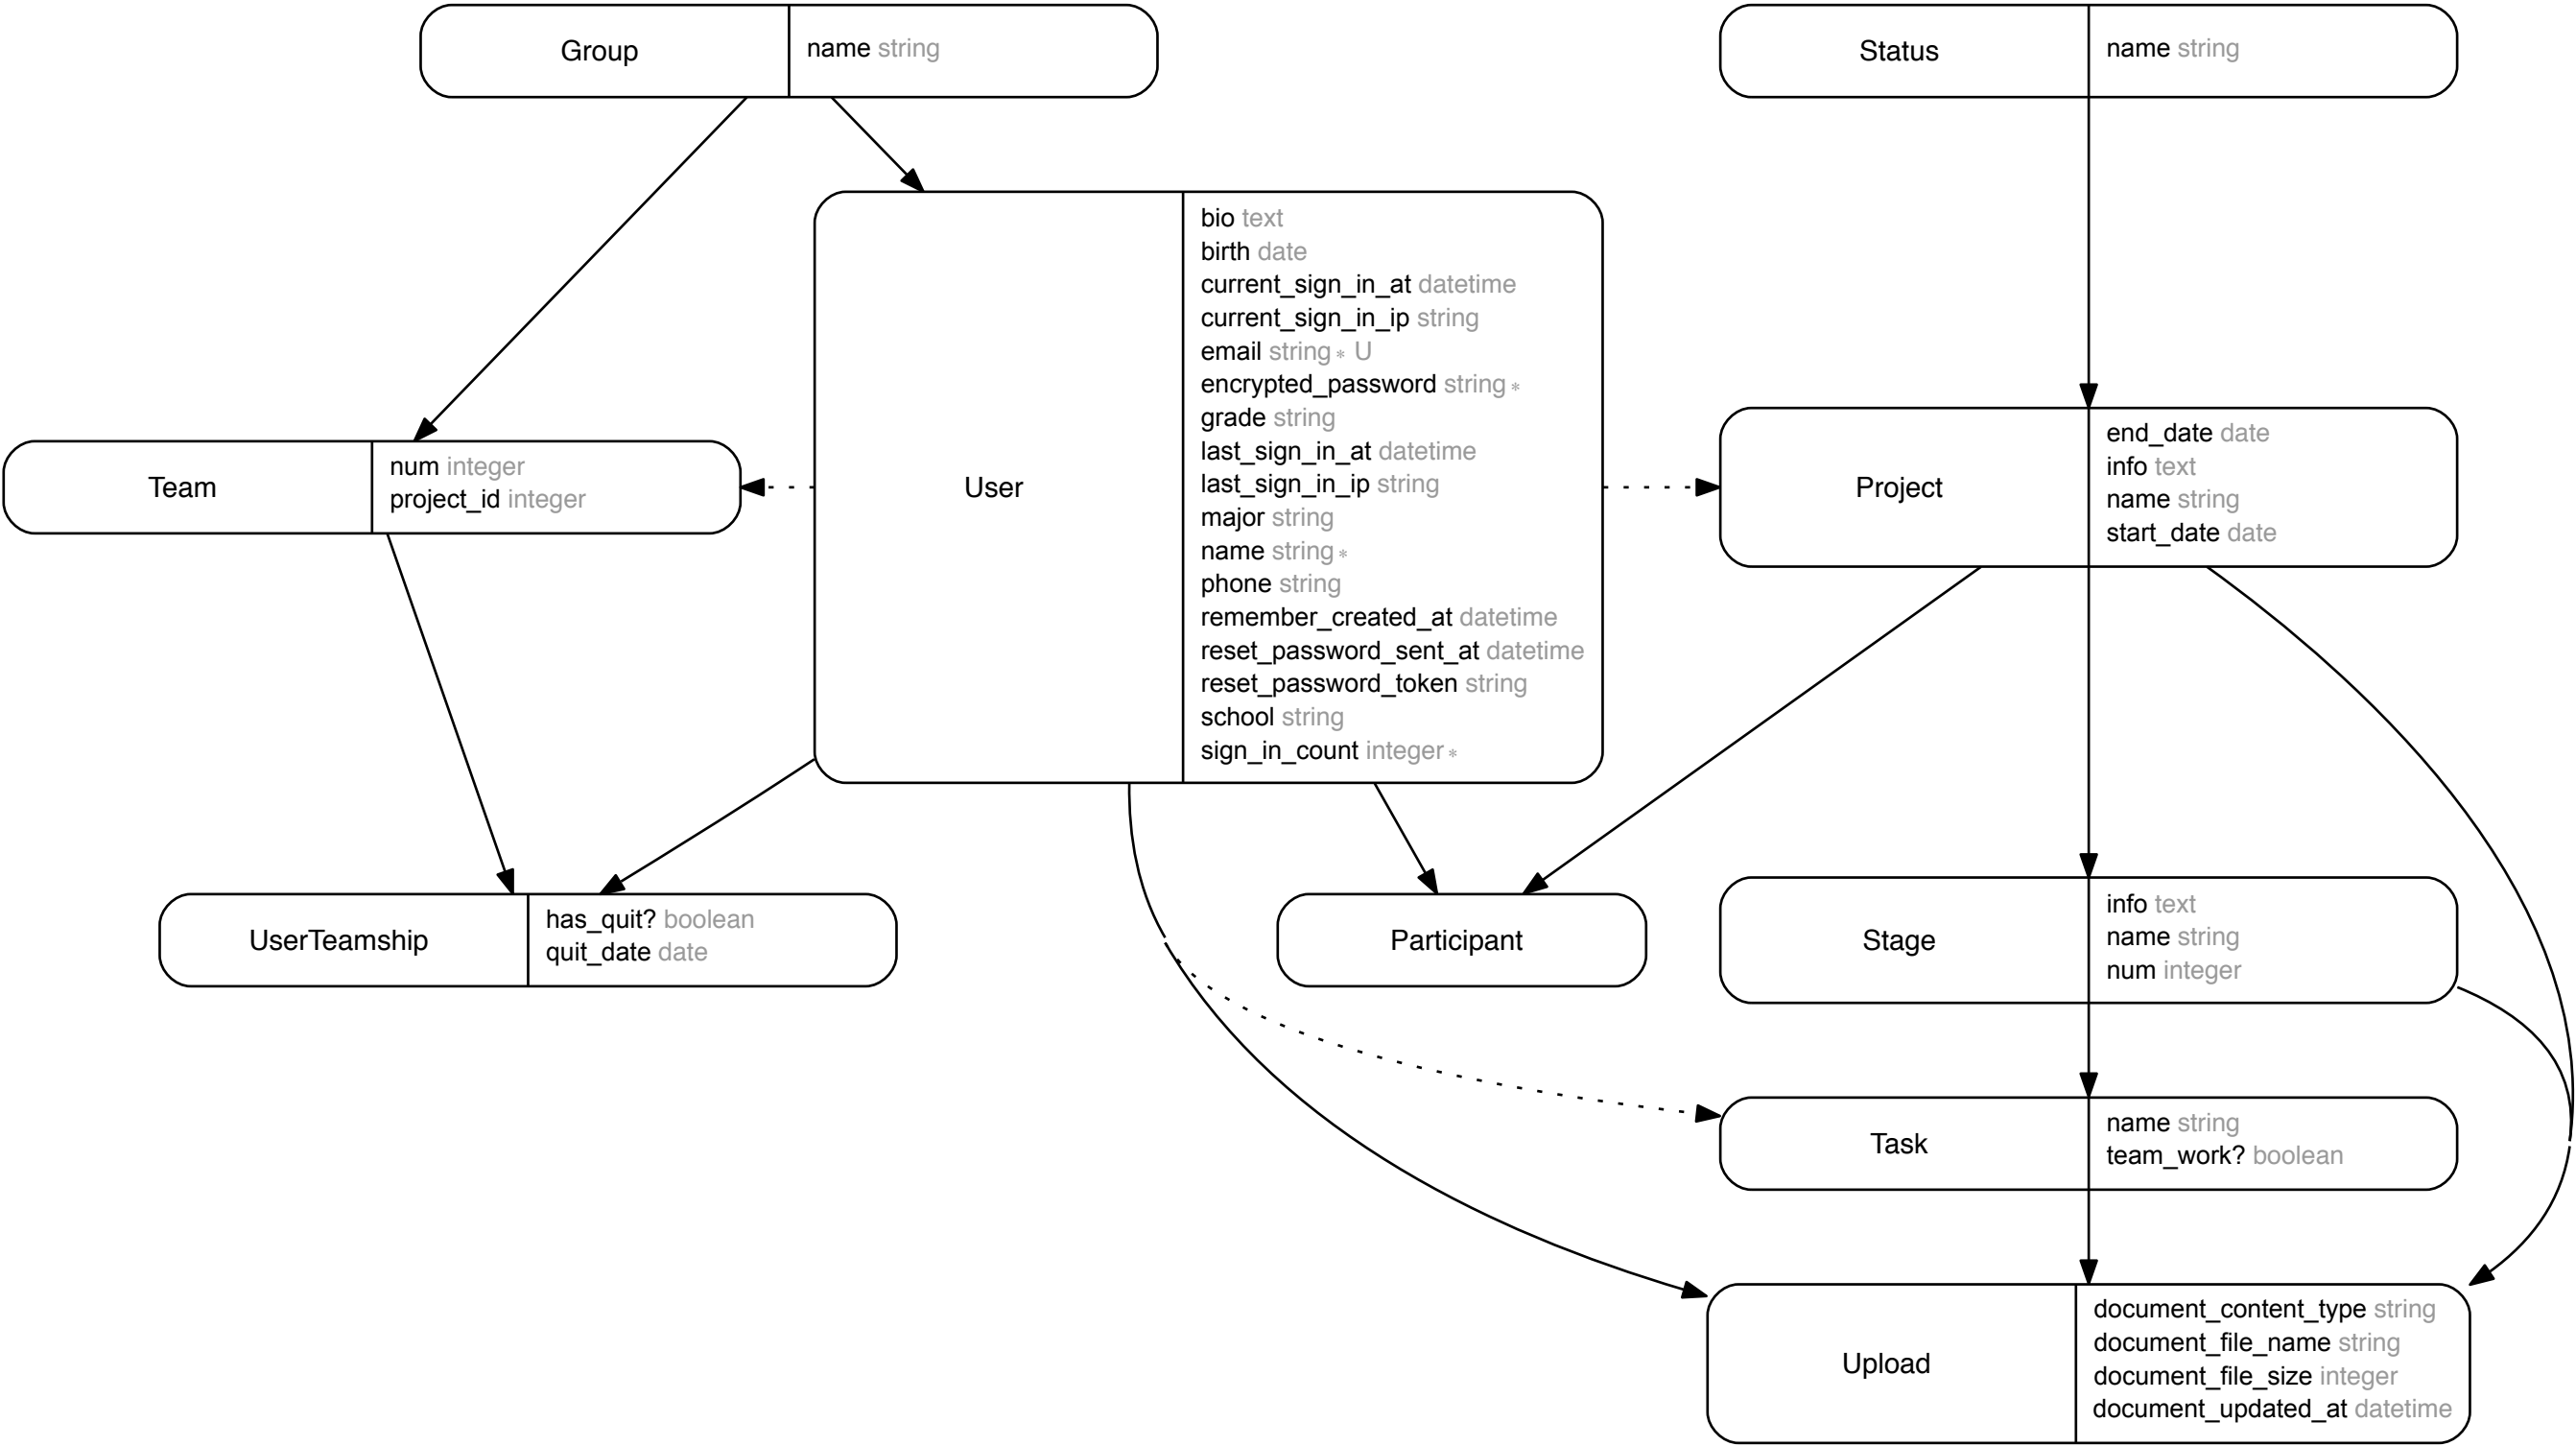 Group
name string
Status
name string
User
bio text
birth date
current_sign_in_at datetime
current_sign_in_ip string
email string ∗ U
encrypted_password string ∗
grade string
last_sign_in_at datetime
last_sign_in_ip string
major string
name string ∗
phone string
remember_created_at datetime
reset_password_sent_at datetime
reset_password_token string
school string
sign_in_count integer ∗
Team
num integer
project_id integer
Project
end_date date
info text
name string
start_date date
UserTeamship
has_quit? boolean
quit_date date
Participant
Stage
info text
name string
num integer
Task
name string
team_work? boolean
Upload
document_content_type string
document_file_name string
document_file_size integer
document_updated_at datetime